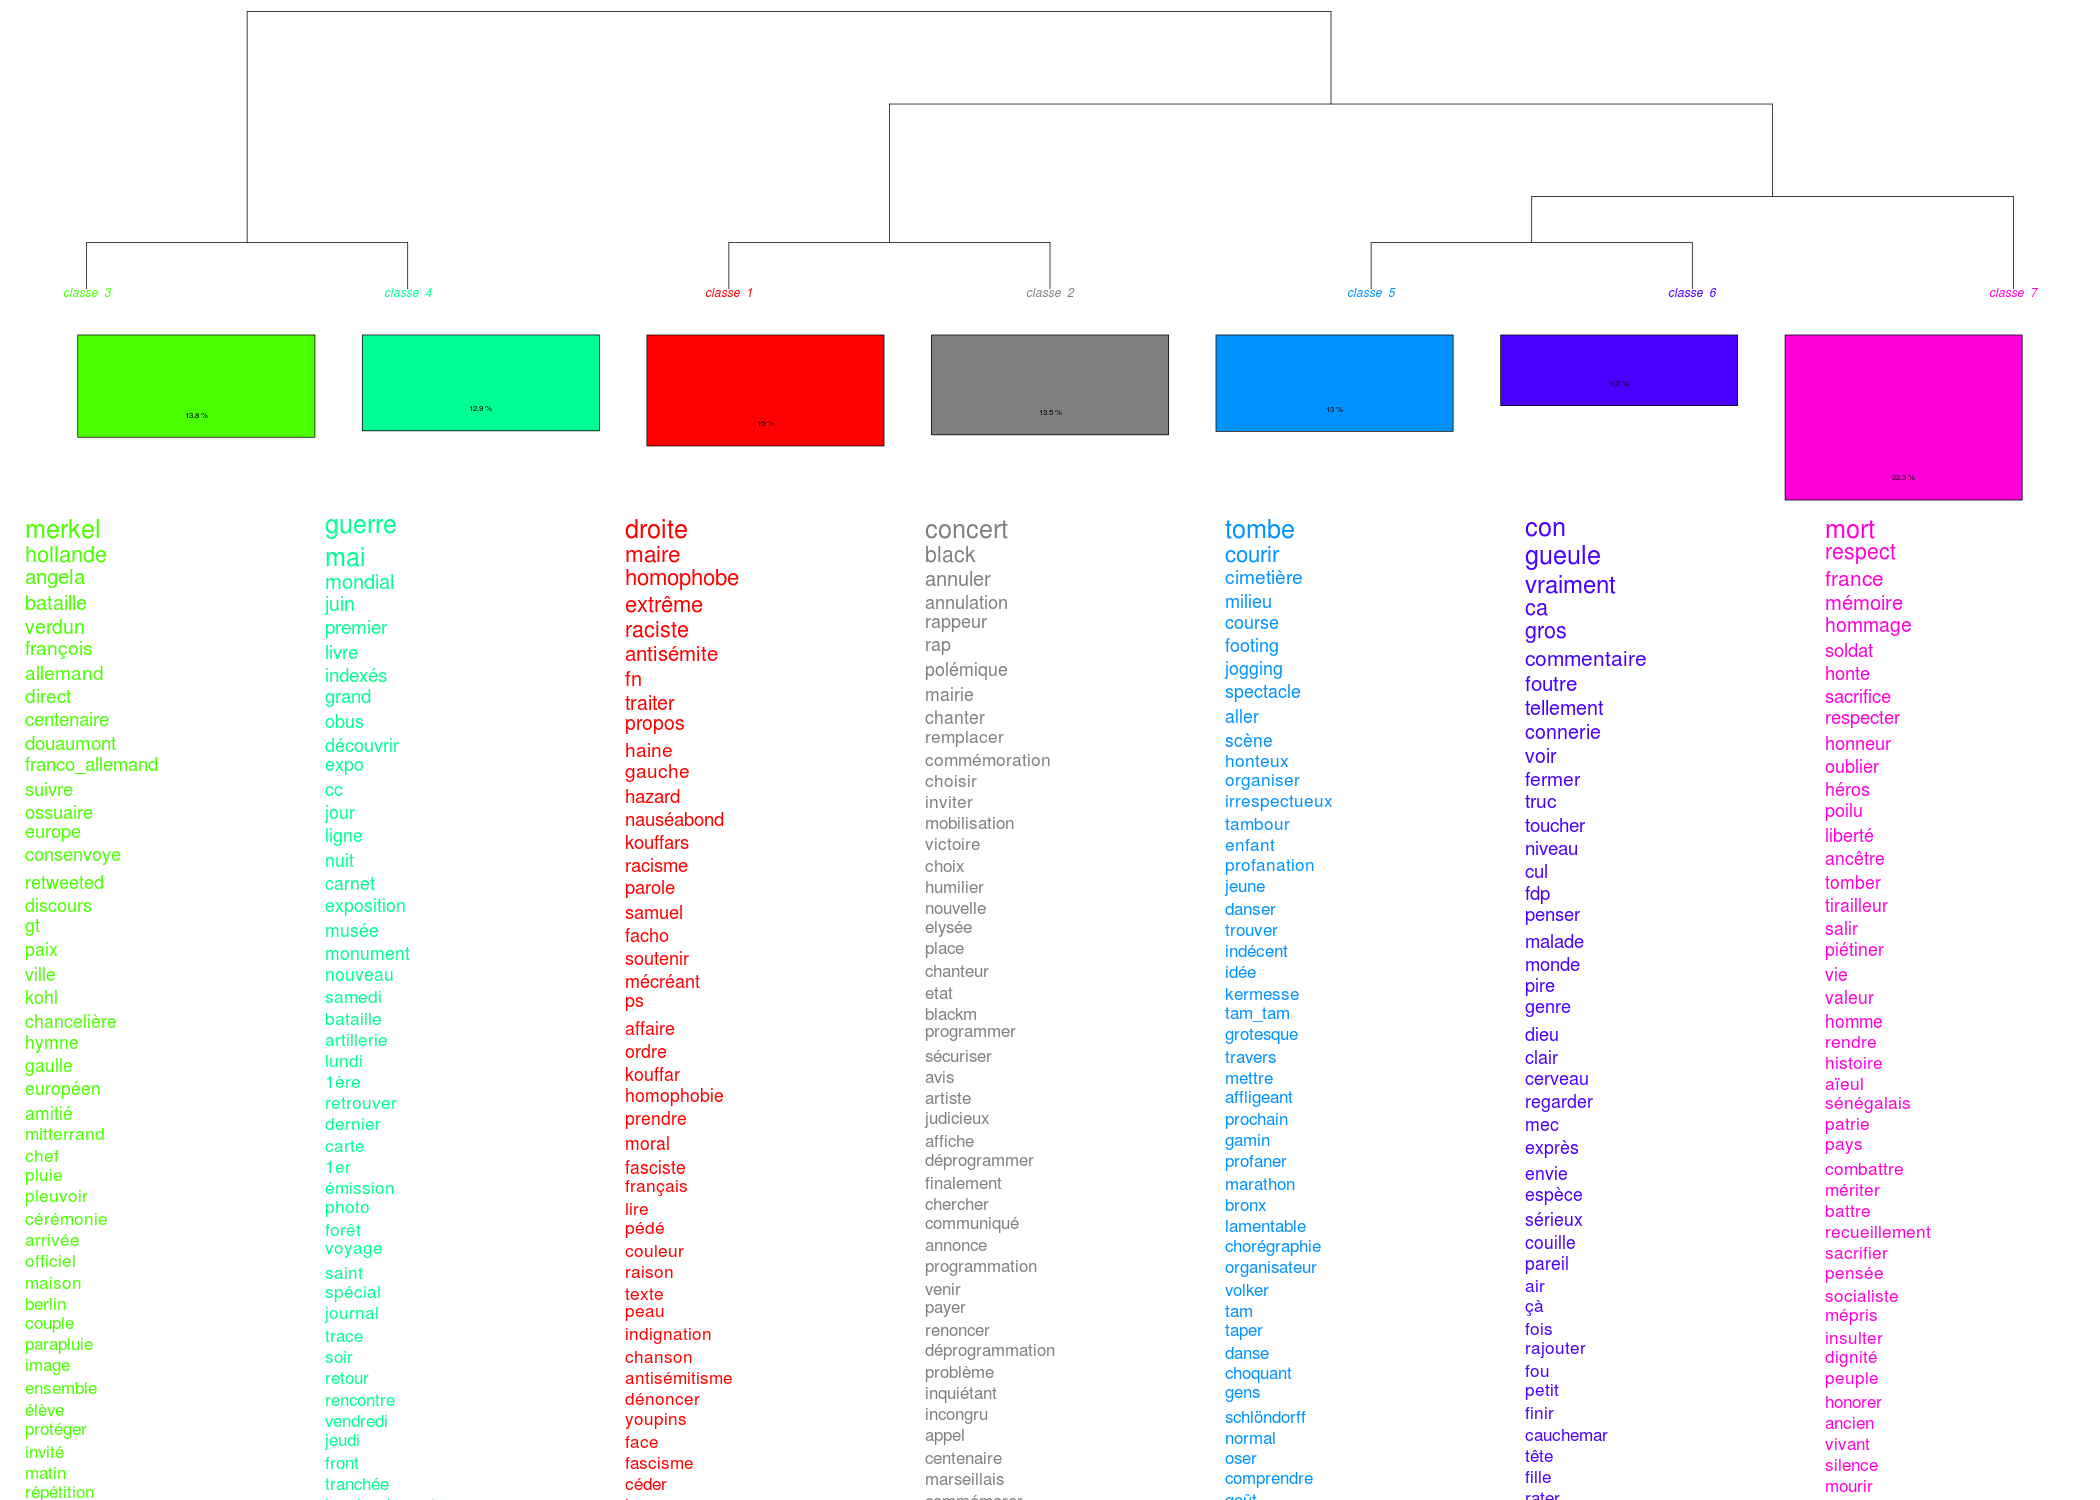 classe 3
classe 4
classe 1
classe 2
classe 5
classe 6
classe 7
13.8 %
12.9 %
15 %
13.5 %
13 %
9.5 %
22.3 %
merkel
hollande
angela
bataille
verdun
françois
allemand
direct
centenaire
douaumont
franco_allemand
suivre
ossuaire
europe
consenvoye
retweeted
discours
gt
paix
ville
kohl
chancelière
hymne
gaulle
européen
amitié
mitterrand
chef
pluie
pleuvoir
cérémonie
arrivée
officiel
maison
berlin
couple
parapluie
image
ensemble
élève
protéger
invité
matin
répétition
guerre
mai
mondial
juin
premier
livre
indexés
grand
obus
découvrir
expo
cc
jour
ligne
nuit
carnet
exposition
musée
monument
nouveau
samedi
bataille
artillerie
lundi
1ère
retrouver
dernier
carte
1er
émission
photo
forêt
voyage
saint
spécial
journal
trace
soir
retour
rencontre
vendredi
jeudi
front
tranchée
droite
maire
homophobe
extrême
raciste
antisémite
fn
traiter
propos
haine
gauche
hazard
nauséabond
kouffars
racisme
parole
samuel
facho
soutenir
mécréant
ps
affaire
ordre
kouffar
homophobie
prendre
moral
fasciste
français
lire
pédé
couleur
raison
texte
peau
indignation
chanson
antisémitisme
dénoncer
youpins
face
fascisme
céder
concert
black
annuler
annulation
rappeur
rap
polémique
mairie
chanter
remplacer
commémoration
choisir
inviter
mobilisation
victoire
choix
humilier
nouvelle
elysée
place
chanteur
etat
blackm
programmer
sécuriser
avis
artiste
judicieux
affiche
déprogrammer
finalement
chercher
communiqué
annonce
programmation
venir
payer
renoncer
déprogrammation
problème
inquiétant
incongru
appel
centenaire
marseillais
tombe
courir
cimetière
milieu
course
footing
jogging
spectacle
aller
scène
honteux
organiser
irrespectueux
tambour
enfant
profanation
jeune
danser
trouver
indécent
idée
kermesse
tam_tam
grotesque
travers
mettre
affligeant
prochain
gamin
profaner
marathon
bronx
lamentable
chorégraphie
organisateur
volker
tam
taper
danse
choquant
gens
schlöndorff
normal
oser
comprendre
con
gueule
vraiment
ca
gros
commentaire
foutre
tellement
connerie
voir
fermer
truc
toucher
niveau
cul
fdp
penser
malade
monde
pire
genre
dieu
clair
cerveau
regarder
mec
exprès
envie
espèce
sérieux
couille
pareil
air
çà
fois
rajouter
fou
petit
finir
cauchemar
tête
fille
mort
respect
france
mémoire
hommage
soldat
honte
sacrifice
respecter
honneur
oublier
héros
poilu
liberté
ancêtre
tomber
tirailleur
salir
piétiner
vie
valeur
homme
rendre
histoire
aïeul
sénégalais
patrie
pays
combattre
mériter
battre
recueillement
sacrifier
pensée
socialiste
mépris
insulter
dignité
peuple
honorer
ancien
vivant
silence
mourir